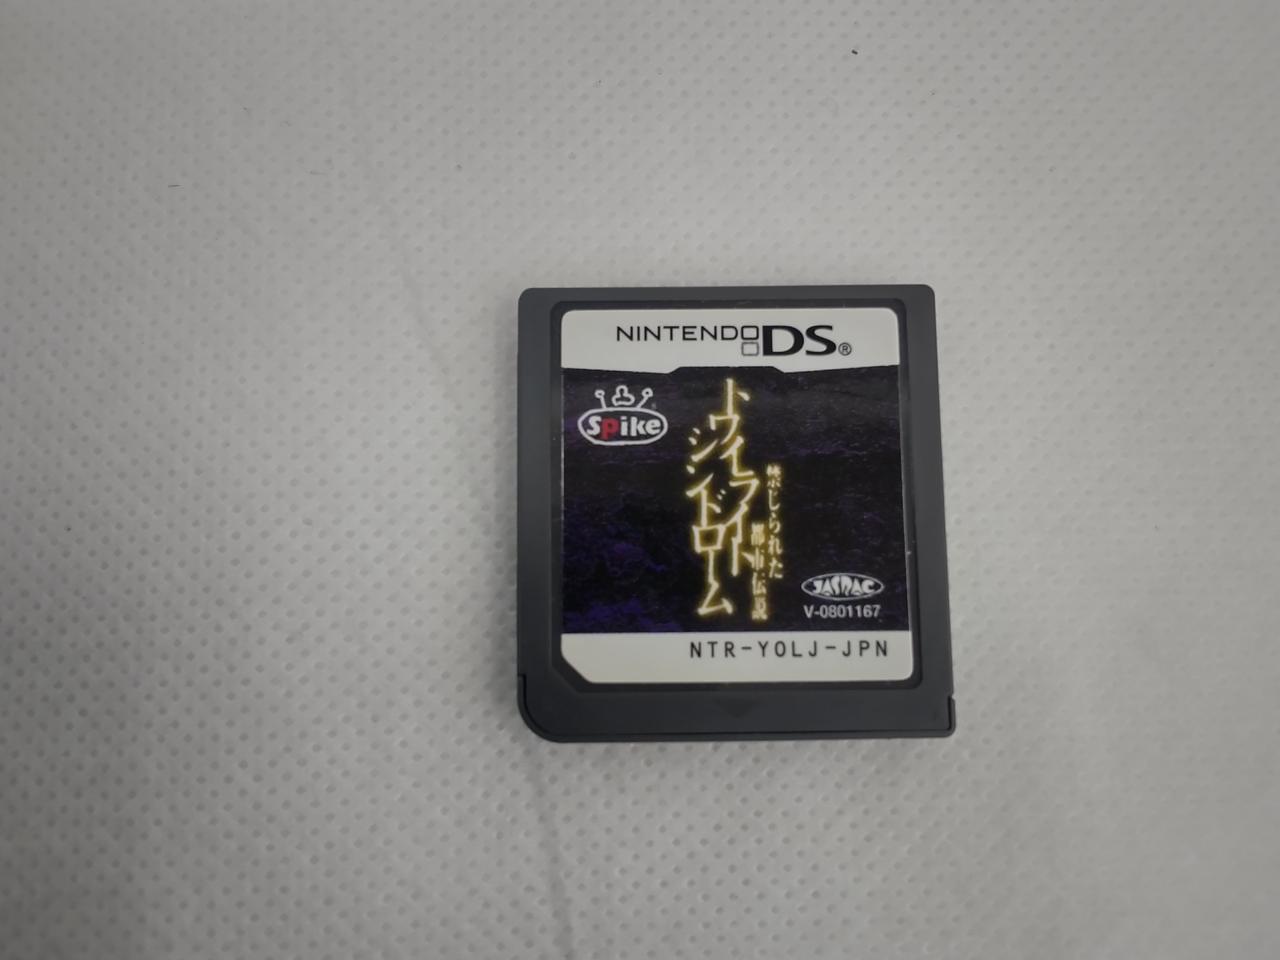 NINTENDO DS®
Spike
トワイライト
シンドローム
禁じられた
都市伝説
JASRAC
V-0801167
NTR-YOLJ-JPN